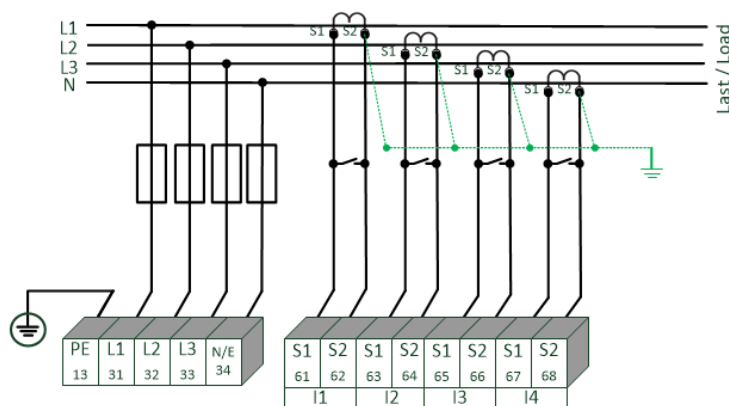 L1
L2
L3
N
S1 S2
S1 S2
S1 S2
S1 S2
Last / Load
PE L1 L2 L3 N/E
13 31 32 33 34
S1 S2 S1 S2 S1 S2 S1 S2
61 62 63 64 65 66 67 68
I1 I2 I3 I4